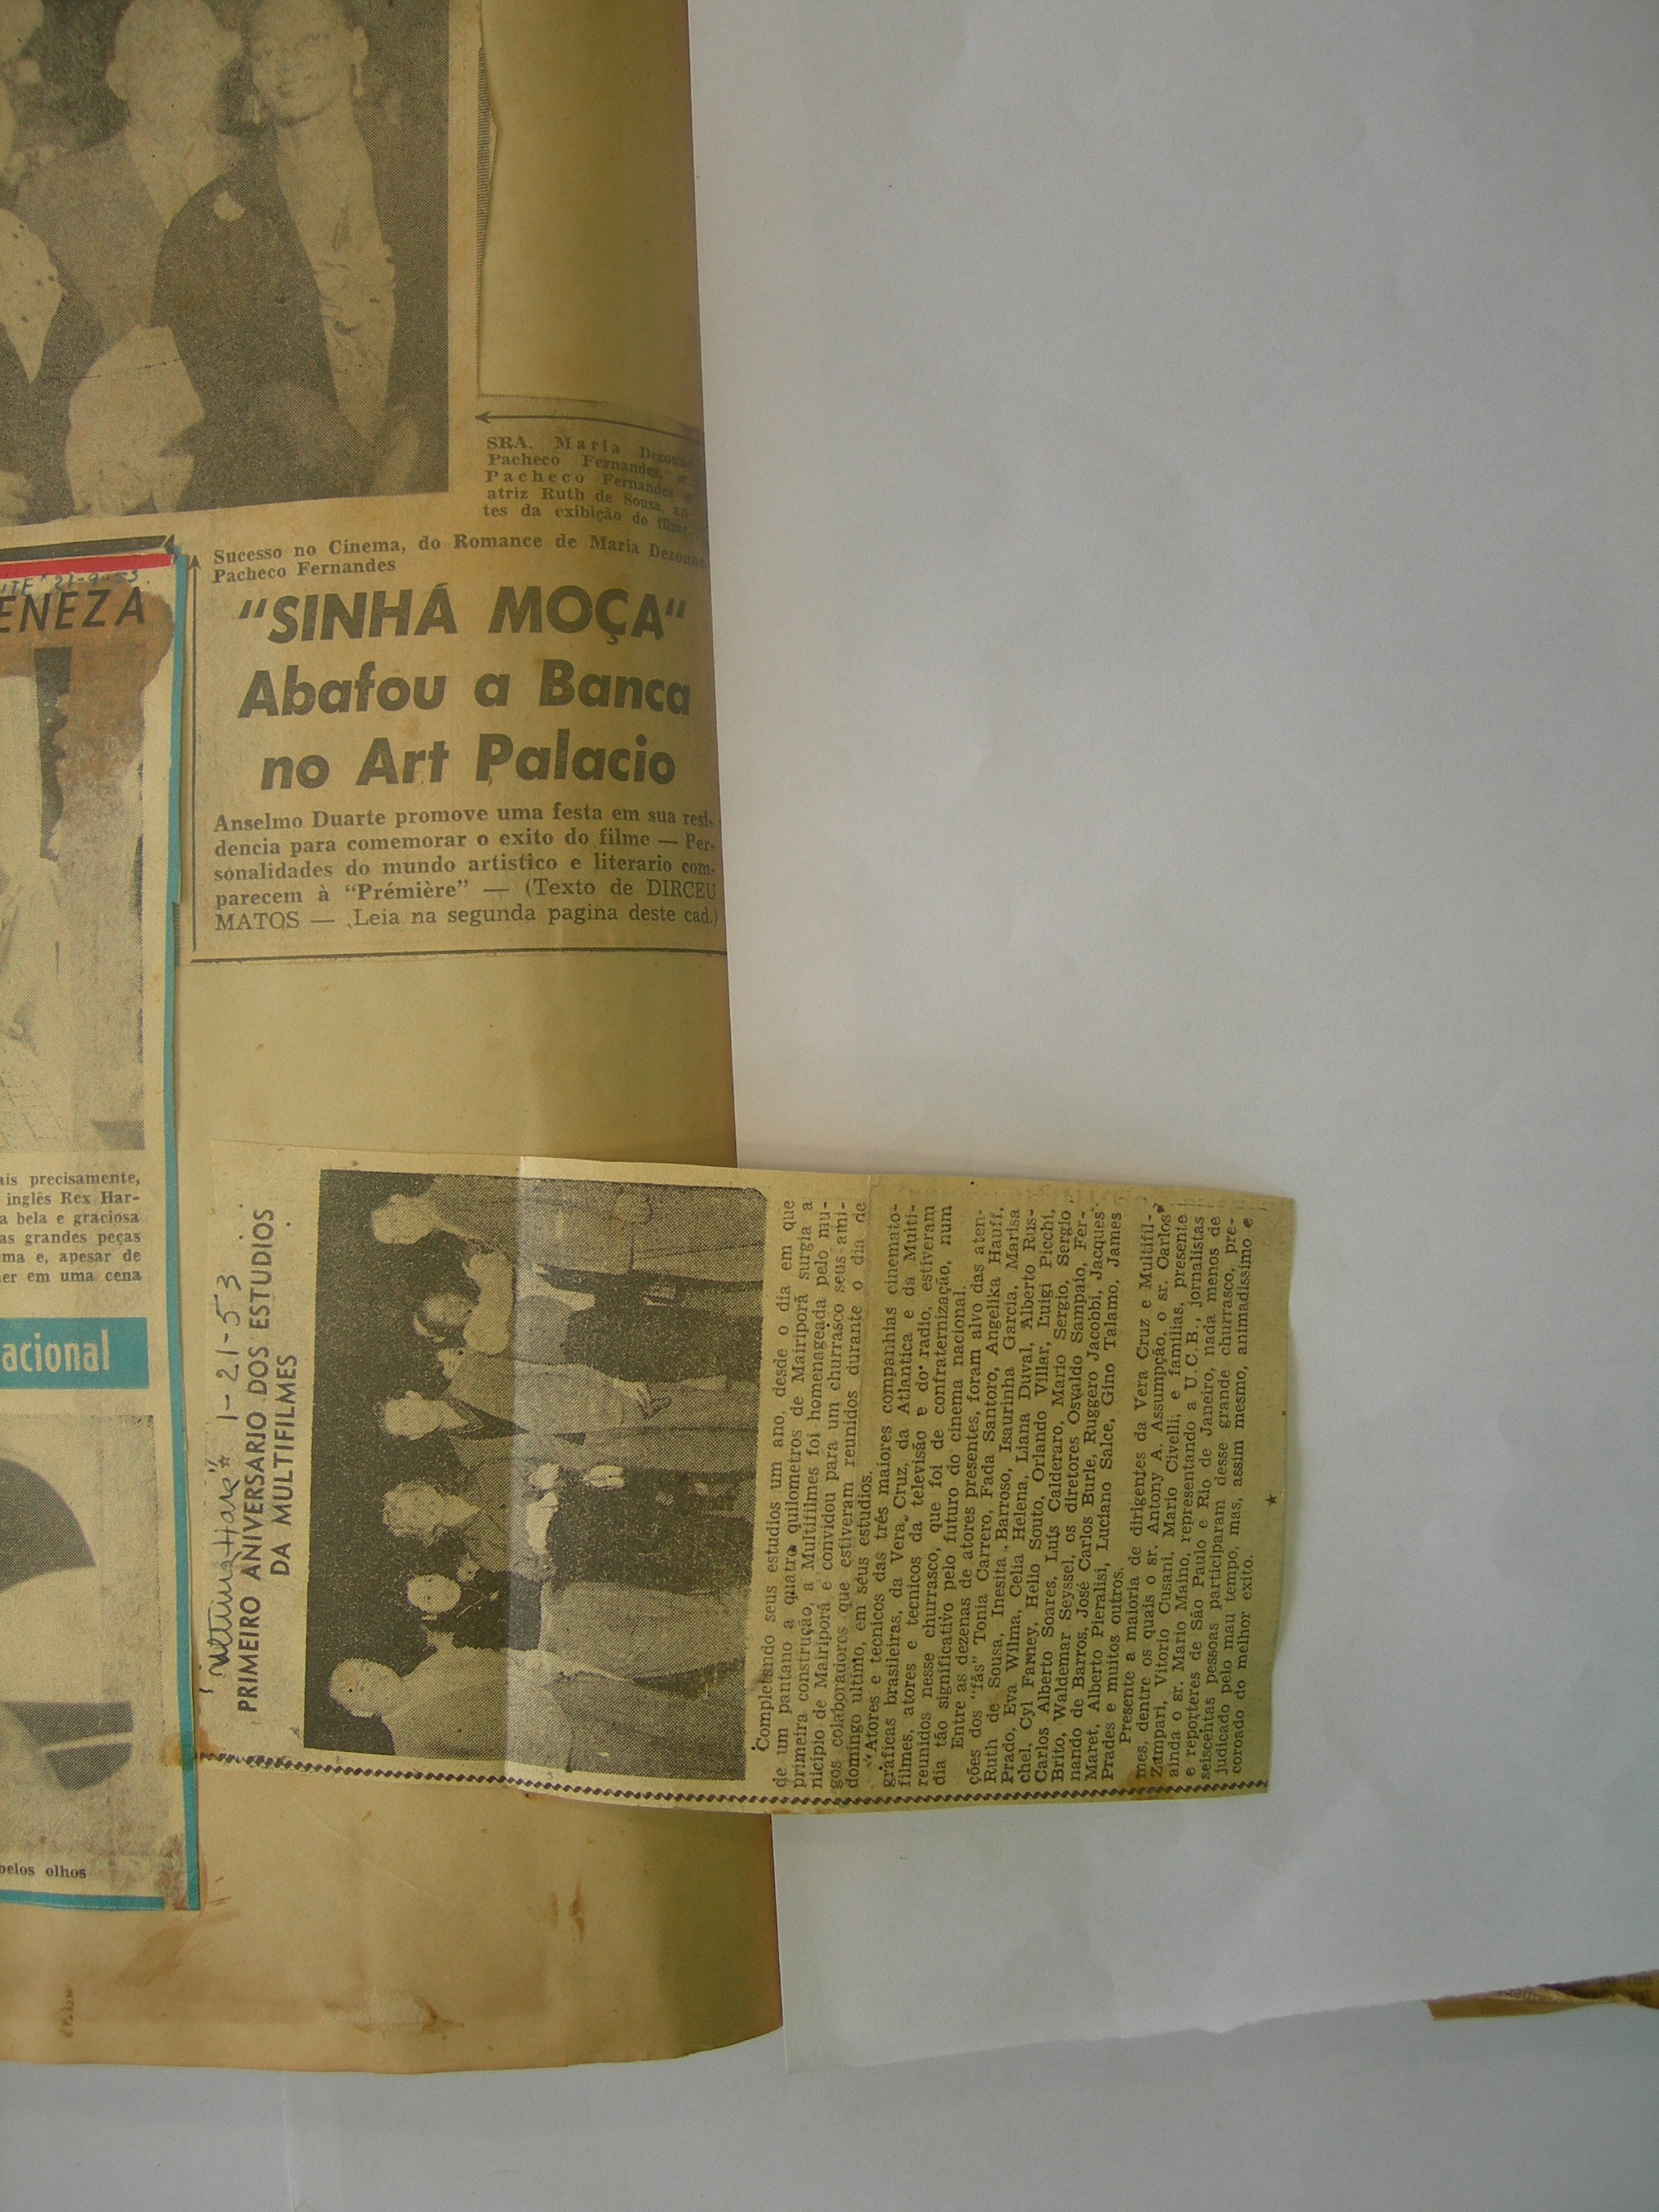 SRA. Maria Dezonne
Pacheco Fernandes, sr.
Pacheco Fernandes e
atriz Ruth de Sousa, an-
tes da exibição do filme.
Sucesso no Cinema, do Romance de Maria Dezonne
Pacheco Fernandes
"SINHÁ MOÇA"
Abafou a Banca
no Art Palacio
Anselmo Duarte promove uma festa em sua resi-
dencia para comemorar o exito do filme — Per-
sonalidades do mundo artistico e literario com-
parecem à "Prémière" — (Texto de DIRCEU
MATOS — Leia na segunda pagina deste cad.)
ITE" 21-9-53
ENEZA
ais precisamente,
inglês Rex Har-
a bela e graciosa
as grandes peças
ema e, apesar de
er em uma cena
acional
belos olhos
"Ultima Hora" 1-21-53
PRIMEIRO ANIVERSARIO DOS ESTUDIOS
DA MULTIFILMES
Completando seus estudios um ano, desde o dia em que
de um pantano a quatro quilometros de Mairiporã surgia a
primeira construção, a Multifilmes foi homenageada pelo mu-
nicípio de Mairiporã e convidou para um churrasco seus ami-
gos colaboradores que estiveram reunidos durante o dia de
domingo ultimo, em seus estudios.
Atores e tecnicos das três maiores companhias cinemato-
gráficas brasileiras, da Vera Cruz, da Atlantica e da Multi-
filmes, atores e tecnicos da televisão e do radio, estiveram
reunidos nesse churrasco, que foi de confraternização, num
dia tão significativo pelo futuro do cinema nacional.
Entre as dezenas de atores presentes, foram alvo das aten-
ções dos "fãs" Tonia Carrero, Fada Santoro, Angelika Hauff,
Ruth de Sousa, Inesita Barroso, Isaurinha Garcia, Marisa
Prado, Eva Wilma, Celia Helena, Liana Duval, Alberto Rus-
chel, Cyl Farney, Helio Souto, Orlando Villar, Luigi Picchi,
Carlos Alberto Soares, Luís Calderaro, Mario Sergio, Sergio
Brito, Waldemar Seyssel, os diretores Osvaldo Sampaio, Fer-
nando de Barros, José Carlos Burle, Ruggero Jacobbi, Jacques
Maret, Alberto Pieralisi, Luciano Salce, Gino Talamo, James
Prades e muitos outros.
Presente a maioria de dirigentes da Vera Cruz e Multifil-
mes, dentre os quais o sr. Antony A. Assumpção, o sr. Carlos
Zampari, Vitorio Cusani, Mario Civelli, e familias, presente
ainda o sr. Mario Maino, representando a U.C.B., jornalistas
e reporteres de São Paulo e Rio de Janeiro, nada menos de
seiscentas pessoas participaram desse grande churrasco, pre-
judicado pelo mau tempo, mas, assim mesmo, animadissimo e
coroado do melhor exito.